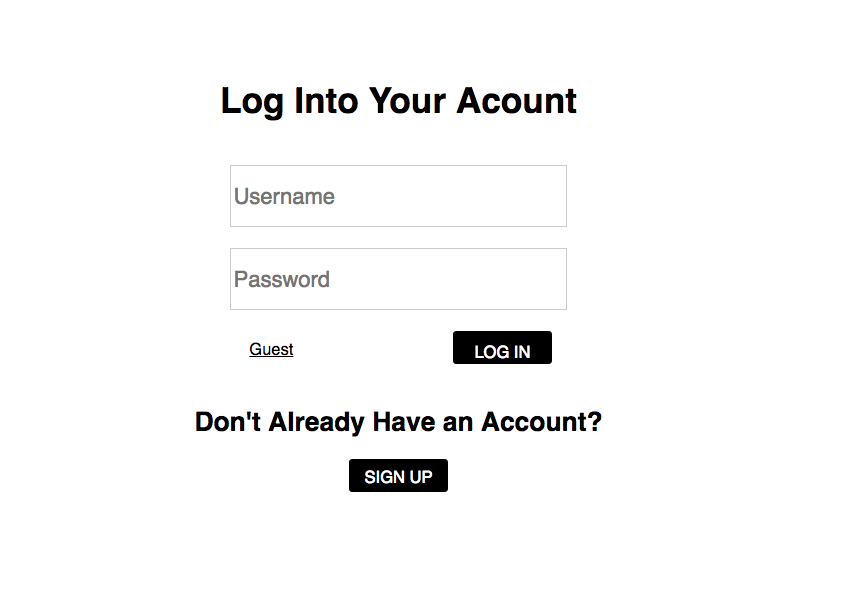 Log Into Your Acount
Username
Password
Guest
LOG IN
Don't Already Have an Account?
SIGN UP